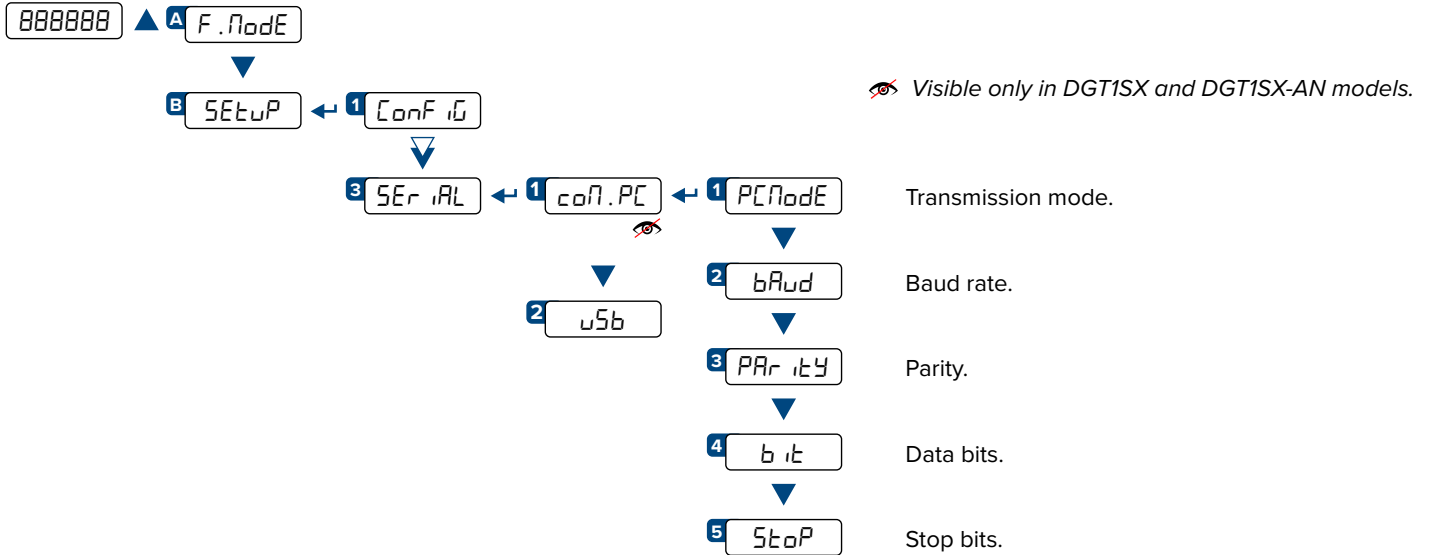 888888 A F.ModE
B SEtuP 1 ConFiG
Visible only in DGT1SX and DGT1SX-AN models.
3 SEriAL 1 coM.PC 1 PCModE Transmission mode.
2 bAud Baud rate.
2 uSb
3 PAritY Parity.
4 bit Data bits.
5 StoP Stop bits.